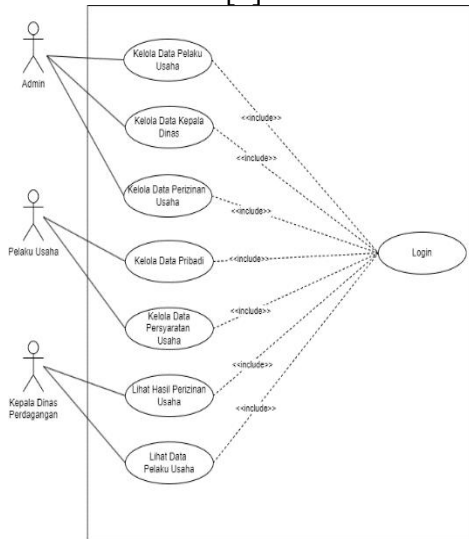 Kelola Data Pelaku
Usaha
Admin
<<include>>
Kelola Data Kepala
Dinas
<<include>>
Kelola Data Perizinan
Usaha
<<include>>
Pelaku Usaha
Kelola Data Pribadi
<<include>>
Login
Kelola Data
Persyaratan
Usaha
<<include>>
Kepala Dinas
Perdagangan
Lihat Hasil Perizinan
Usaha
<<include>>
<<include>>
Lihat Data
Pelaku Usaha